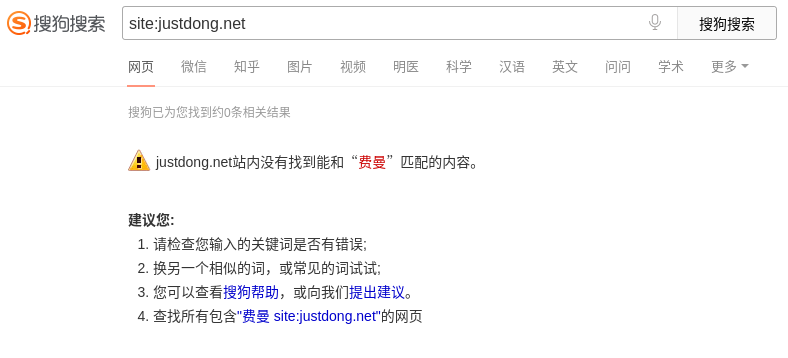 搜狗搜索 site:justdong.net 搜狗搜索
网页 微信 知乎 图片 视频 明医 科学 汉语 英文 问问 学术 更多
搜狗已为您找到约0条相关结果
justdong.net站内没有找到能和“费曼”匹配的内容。
建议您:
1. 请检查您输入的关键词是否有错误;
2. 换另一个相似的词，或常见的词试试;
3. 您可以查看搜狗帮助，或向我们提出建议。
4. 查找所有包含"费曼 site:justdong.net"的网页